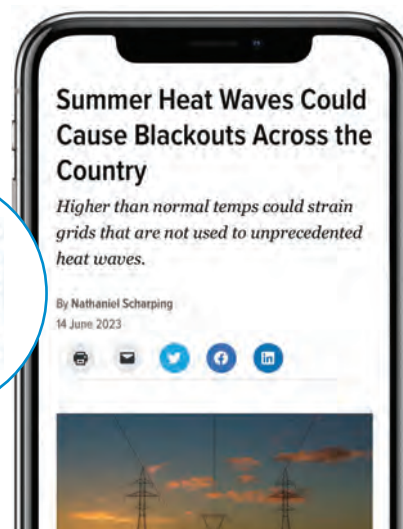 Summer Heat Waves Could
Cause Blackouts Across the
Country
Higher than normal temps could strain
grids that are not used to unprecedented
heat waves.
By Nathaniel Scharping
14 June 2023
in